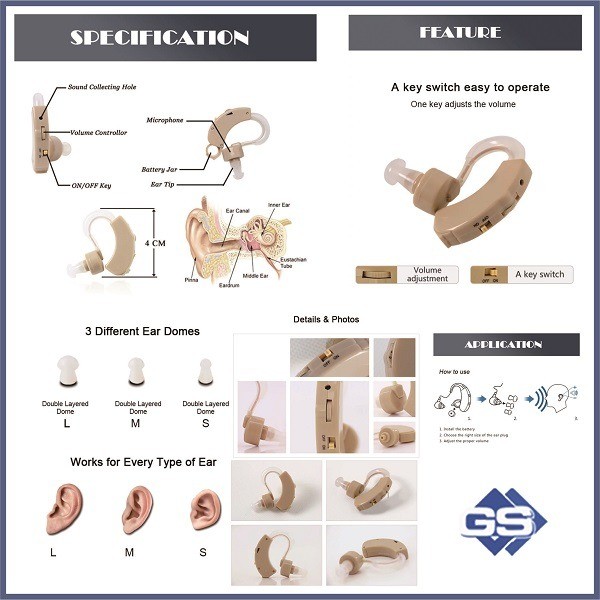 SPECIFICATION
Sound Collecting Hole
Volume Controllor
ON/OFF Key
Microphone
Battery Jar
Ear Tip
4 CM
Ear Canal
Inner Ear
Pinna
Eardrum
Middle Ear
Eustachian
Tube
FEATURE
A key switch easy to operate
One key adjusts the volume
Volume
adjustment
OFF ON
A key switch
3 Different Ear Domes
Double Layered
Dome
L
Double Layered
Dome
M
Double Layered
Dome
S
Works for Every Type of Ear
L
M
S
Details & Photos
APPLICATION
How to use
1.
2.
3.
1. Install the battery
2. Choose the right size of the ear plug
3. Adjust the proper volume
GS